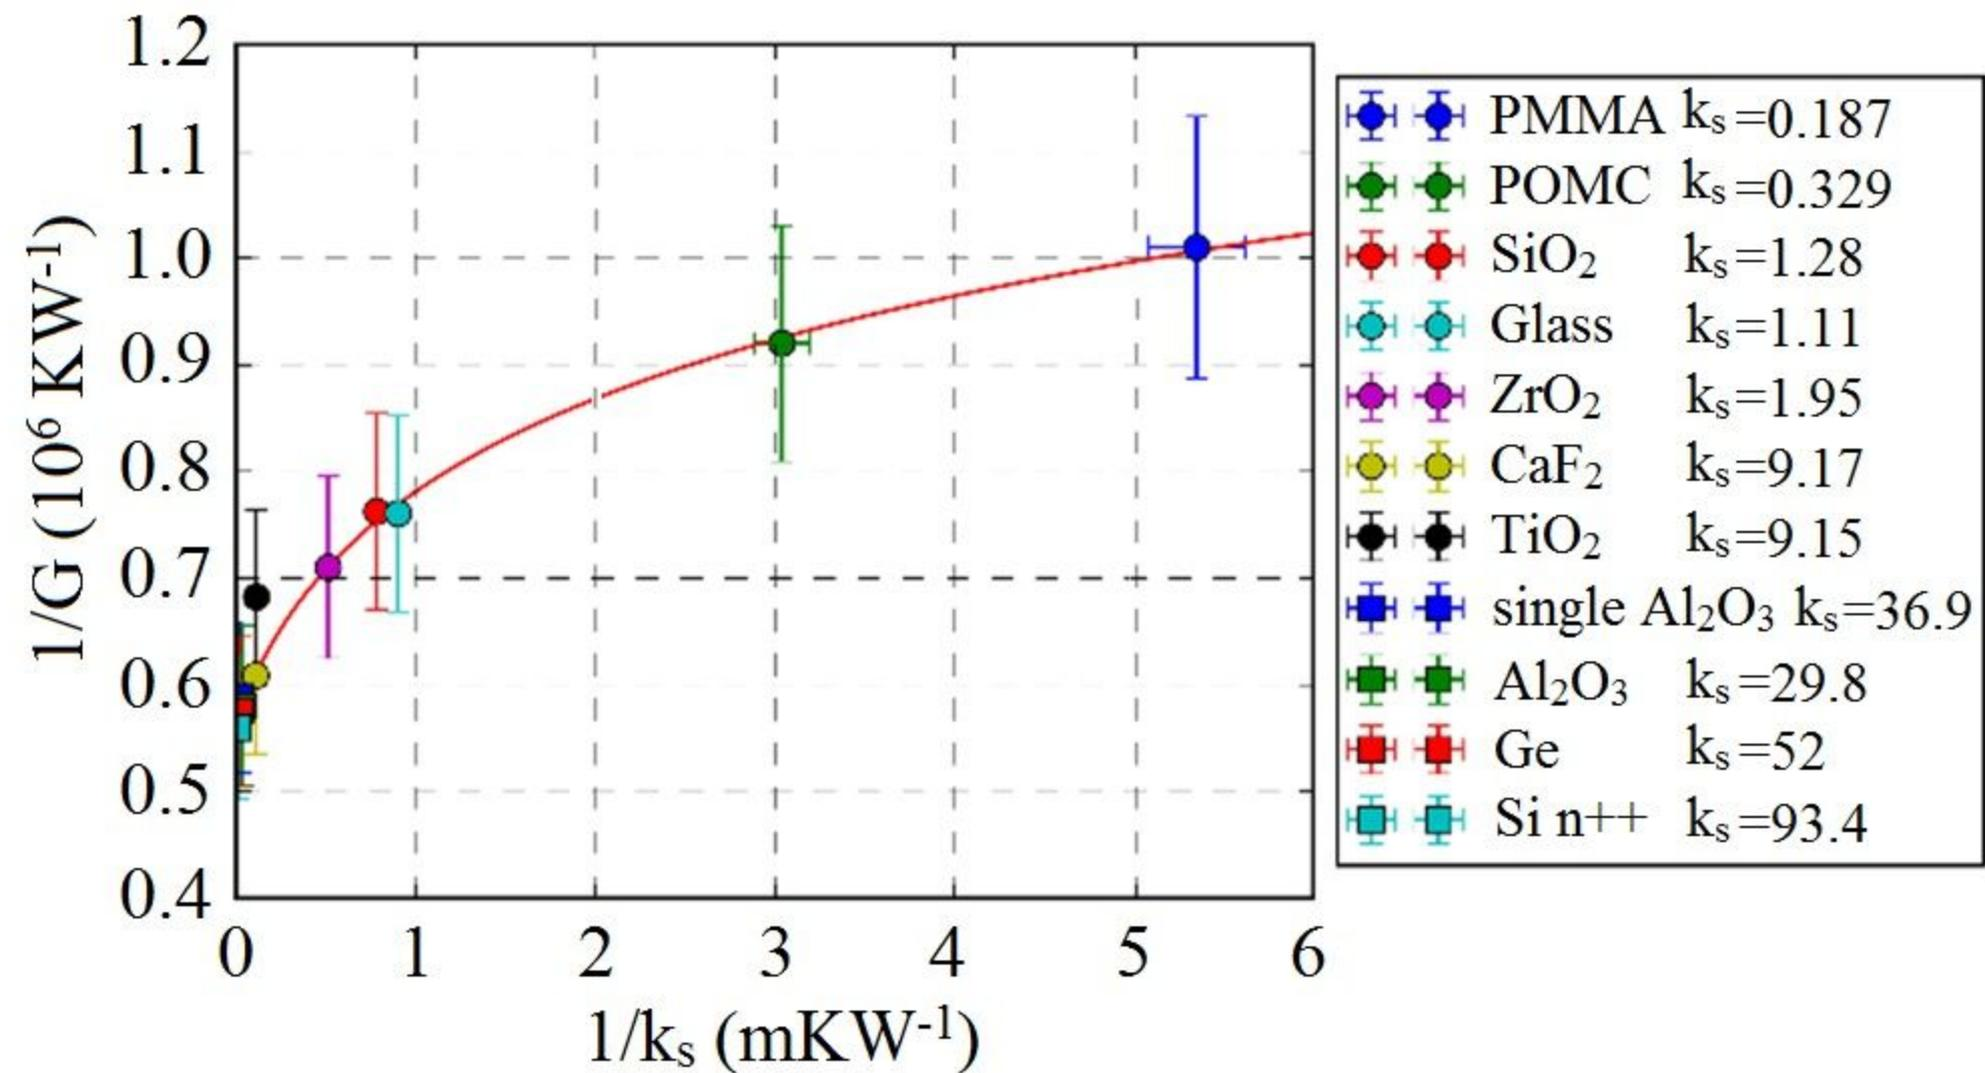 1.2
1.1
1.0
0.9
0.8
0.7
0.6
0.5
0.4
1/G (10⁶ KW⁻¹)
0 1 2 3 4 5 6
1/kₛ (mKW⁻¹)
PMMA kₛ=0.187
POMC kₛ=0.329
SiO₂ kₛ=1.28
Glass kₛ=1.11
ZrO₂ kₛ=1.95
CaF₂ kₛ=9.17
TiO₂ kₛ=9.15
single Al₂O₃ kₛ=36.9
Al₂O₃ kₛ=29.8
Ge kₛ=52
Si n++ kₛ=93.4